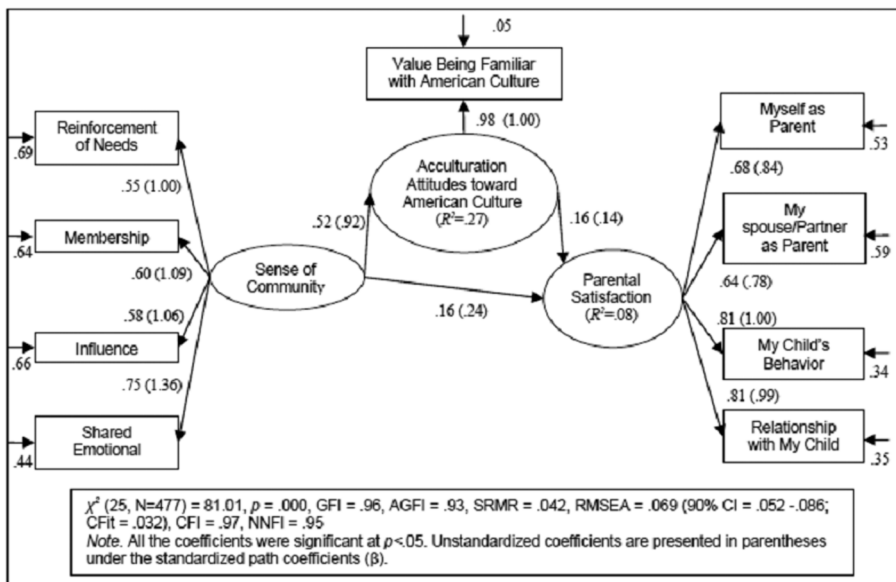 .05
Value Being Familiar
with American Culture
.98 (1.00)
Reinforcement
of Needs
.69
.55 (1.00)
Membership
.64
.60 (1.09)
.58 (1.06)
Influence
.66
.75 (1.36)
Shared
Emotional
.44
Sense of
Community
.52 (.92)
Acculturation
Attitudes toward
American Culture
(R²=.27)
.16 (.14)
.16 (.24)
Parental
Satisfaction
(R²=.08)
Myself as
Parent
.53
.68 (.84)
My
spouse/Partner
as Parent
.59
.64 (.78)
.81 (1.00)
My Child's
Behavior
.34
.81 (.99)
Relationship
with My Child
.35
χ² (25, N=477) = 81.01, p = .000, GFI = .96, AGFI = .93, SRMR = .042, RMSEA = .069 (90% CI = .052 -.086;
CFit = .032), CFI = .97, NNFI = .95
Note. All the coefficients were significant at p<.05. Unstandardized coefficients are presented in parentheses
under the standardized path coefficients (β).